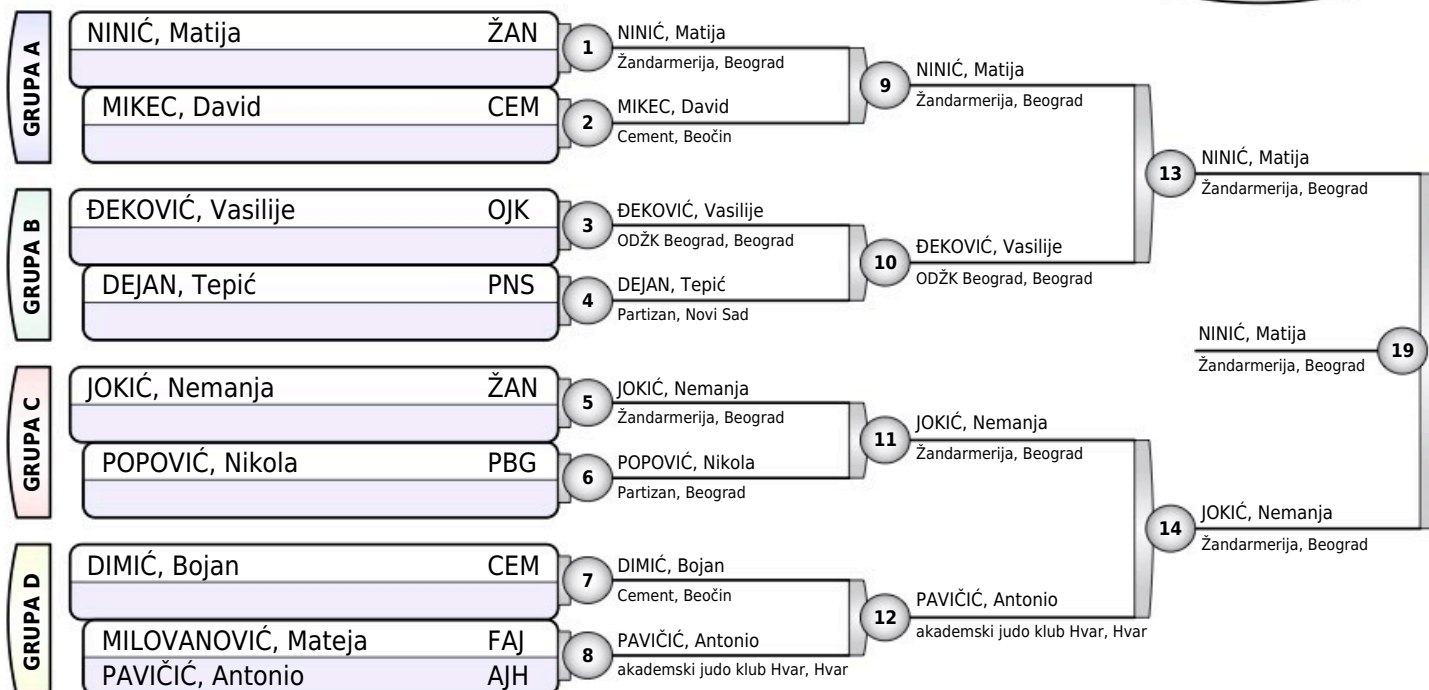 GRUPA A
NINIĆ, Matija ŽAN
MIKEC, David CEM
GRUPA B
ĐEKOVIĆ, Vasilije OJK
DEJAN, Tepić PNS
GRUPA C
JOKIĆ, Nemanja ŽAN
POPOVIĆ, Nikola PBG
GRUPA D
DIMIĆ, Bojan CEM
MILOVANOVIĆ, Mateja FAJ
PAVIČIĆ, Antonio AJH
1
NINIĆ, Matija
Žandarmerija, Beograd
2
MIKEC, David
Cement, Beočin
3
ĐEKOVIĆ, Vasilije
ODŽK Beograd, Beograd
4
DEJAN, Tepić
Partizan, Novi Sad
5
JOKIĆ, Nemanja
Žandarmerija, Beograd
6
POPOVIĆ, Nikola
Partizan, Beograd
7
DIMIĆ, Bojan
Cement, Beočin
8
PAVIČIĆ, Antonio
akademski judo klub Hvar, Hvar
9
NINIĆ, Matija
Žandarmerija, Beograd
10
ĐEKOVIĆ, Vasilije
ODŽK Beograd, Beograd
11
JOKIĆ, Nemanja
Žandarmerija, Beograd
12
PAVIČIĆ, Antonio
akademski judo klub Hvar, Hvar
13
NINIĆ, Matija
Žandarmerija, Beograd
14
JOKIĆ, Nemanja
Žandarmerija, Beograd
NINIĆ, Matija
Žandarmerija, Beograd
19